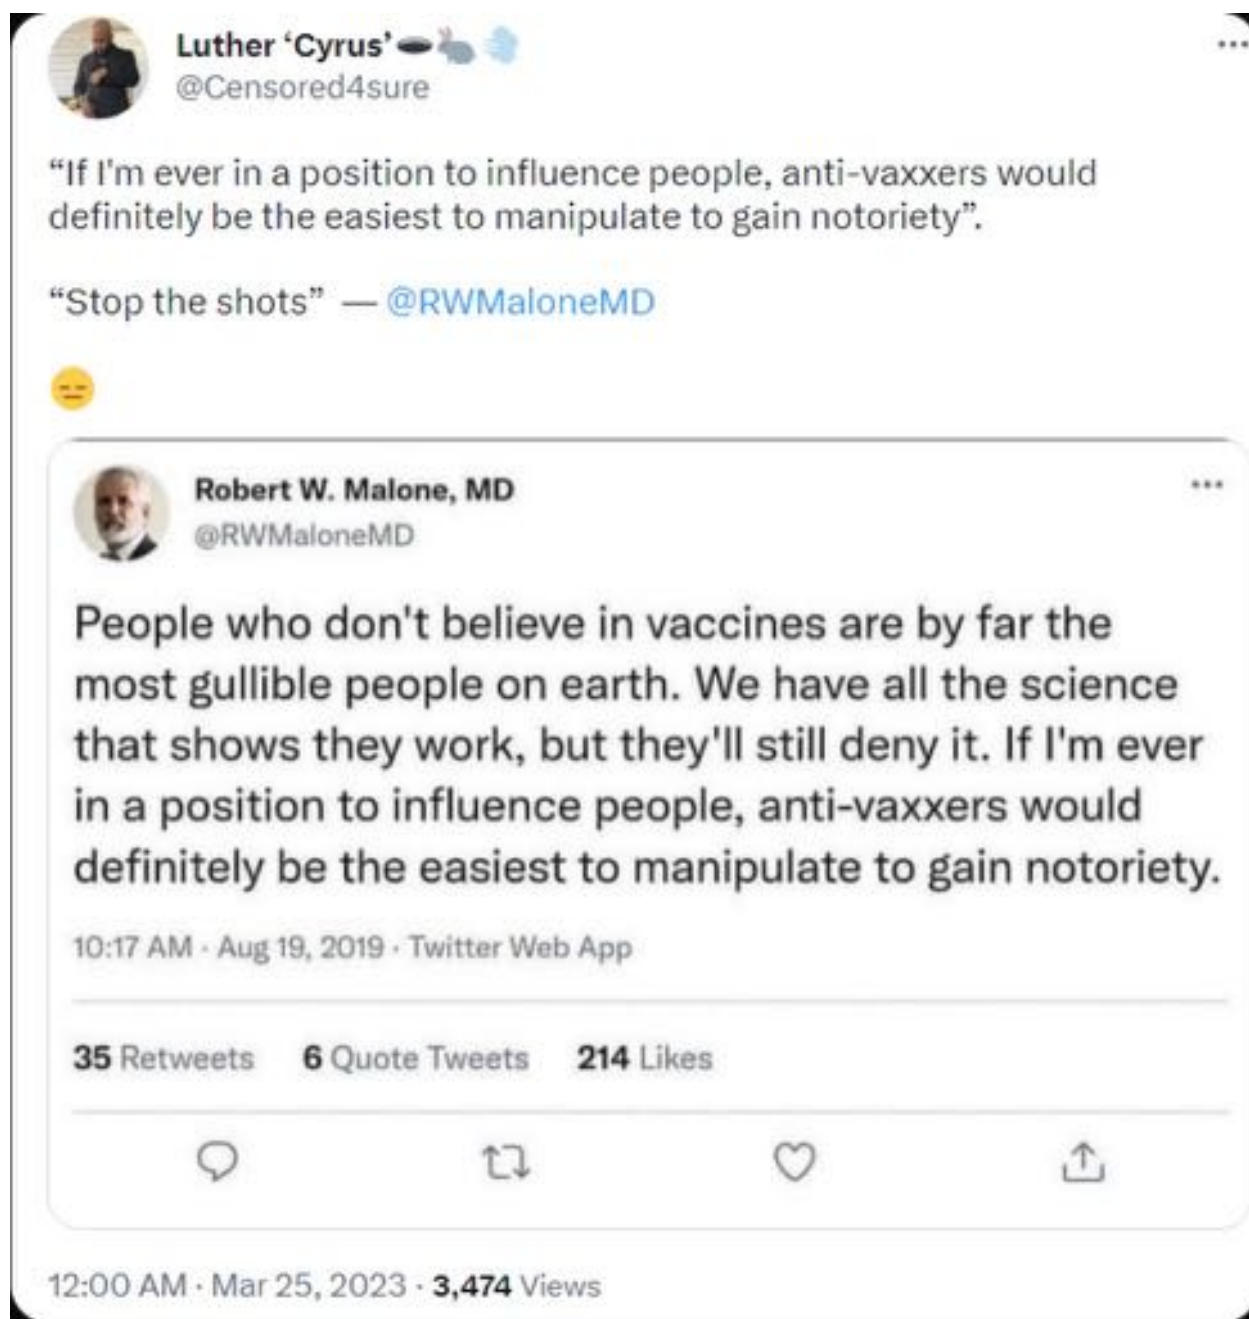 Luther ‘Cyrus’🕳️🐇💨
@Censored4sure
“If I'm ever in a position to influence people, anti-vaxxers would
definitely be the easiest to manipulate to gain notoriety”.
“Stop the shots” — @RWMaloneMD
😑
Robert W. Malone, MD
@RWMaloneMD
People who don't believe in vaccines are by far the
most gullible people on earth. We have all the science
that shows they work, but they'll still deny it. If I'm ever
in a position to influence people, anti-vaxxers would
definitely be the easiest to manipulate to gain notoriety.
10:17 AM · Aug 19, 2019 · Twitter Web App
35 Retweets 6 Quote Tweets 214 Likes
12:00 AM · Mar 25, 2023 · 3,474 Views